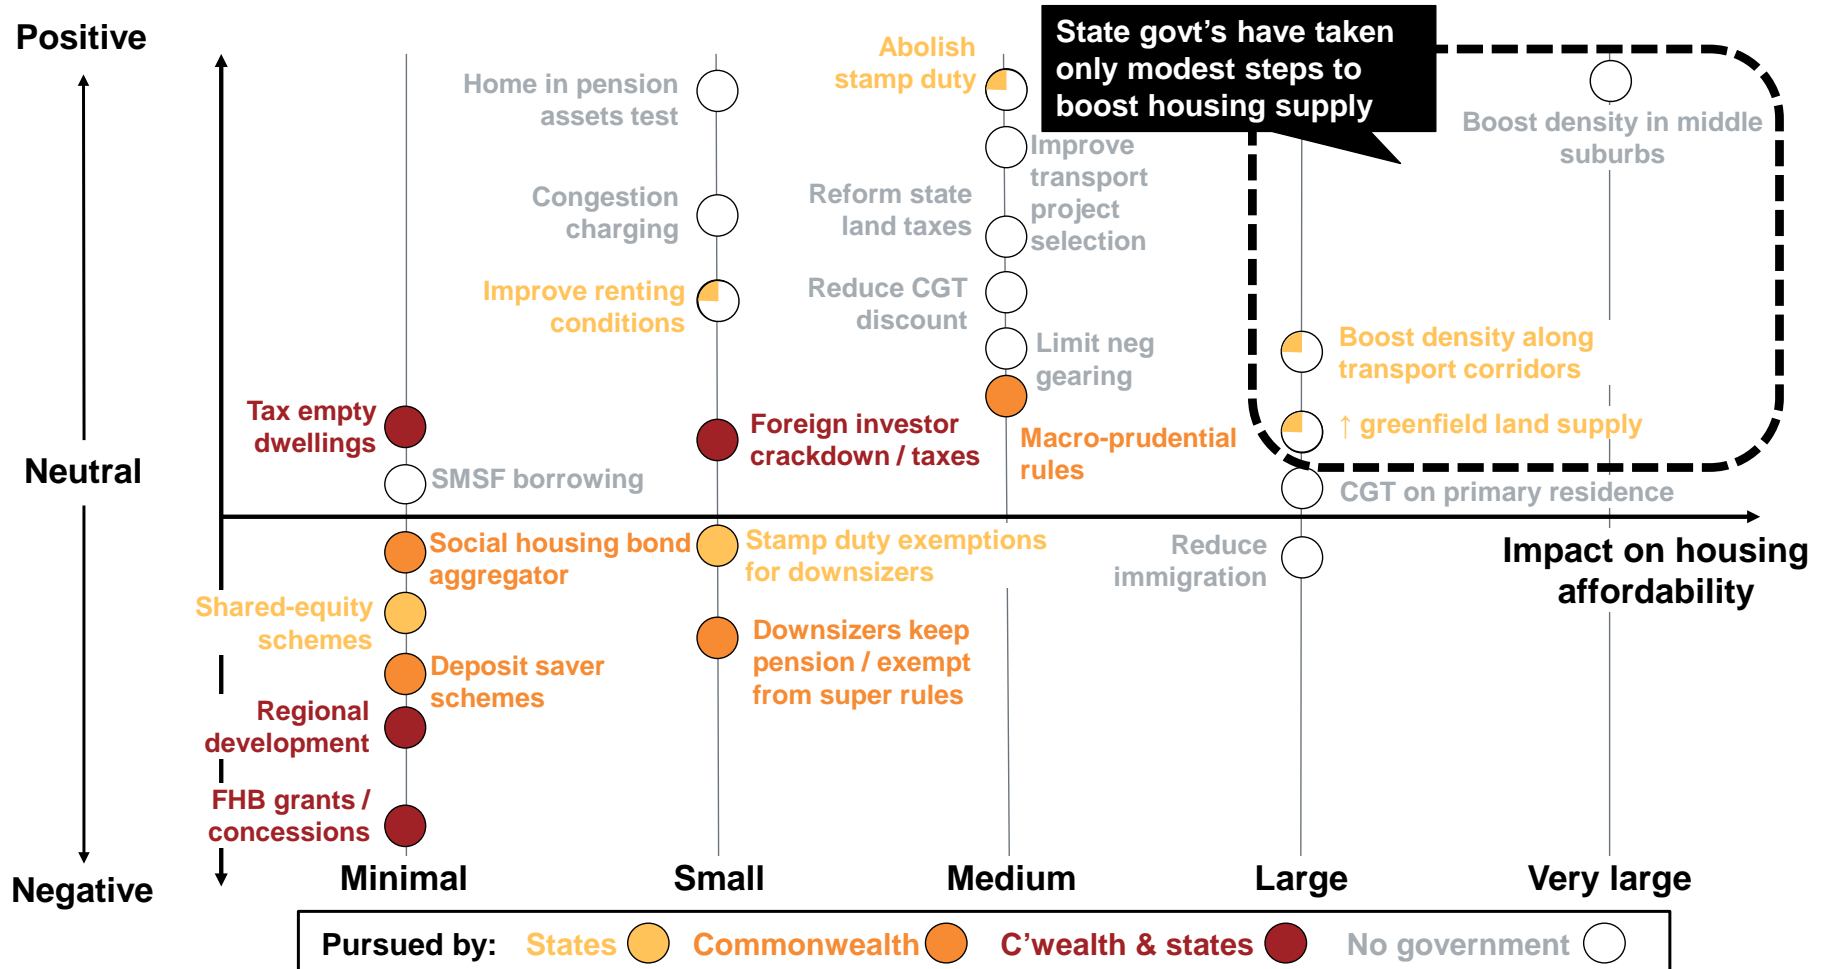 Positive
Neutral
Negative
Home in pension
assets test
Congestion
charging
Improve renting
conditions
Tax empty
dwellings
SMSF borrowing
Abolish
stamp duty
Improve
transport
project
selection
Reform state
land taxes
Reduce CGT
discount
Limit neg
gearing
Foreign investor
crackdown / taxes
Macro-prudential
rules
State govt’s have taken
only modest steps to
boost housing supply
Boost density in middle
suburbs
Boost density along
transport corridors
↑ greenfield land supply
CGT on primary residence
Social housing bond
aggregator
Stamp duty exemptions
for downsizers
Reduce
immigration
Impact on housing
affordability
Shared-equity
schemes
Deposit saver
schemes
Downsizers keep
pension / exempt
from super rules
Regional
development
FHB grants /
concessions
Minimal
Small
Medium
Large
Very large
Pursued by: States Commonwealth C’wealth & states No government